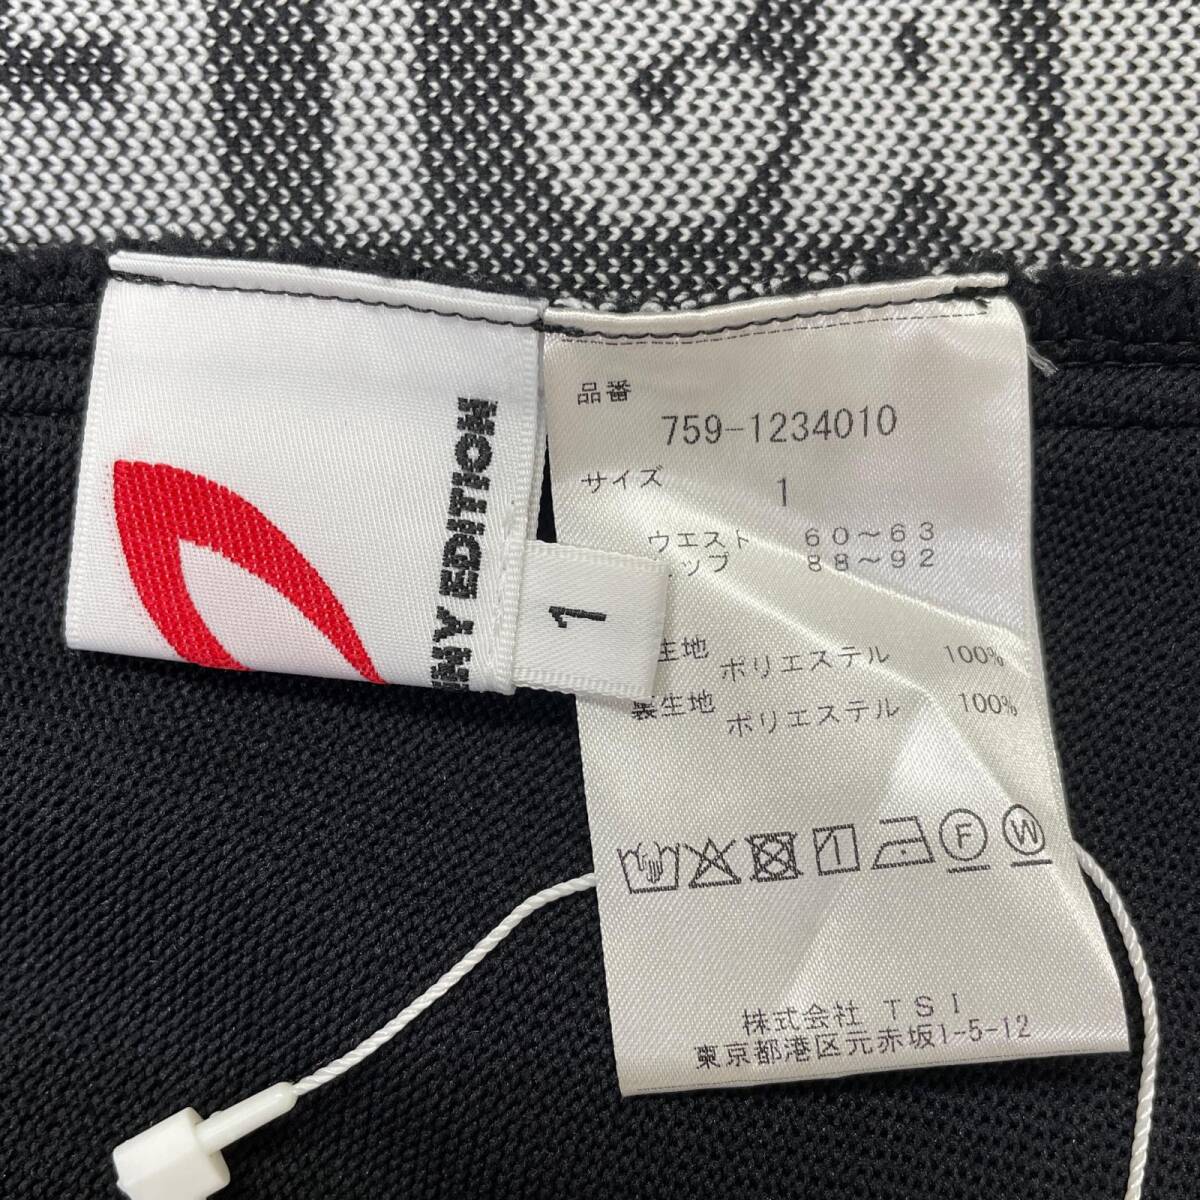 NNY EDITION
1
品番
759-1234010
サイズ
1
ウエスト 60～63
ップ 88～92
生地 ポリエステル 100%
裏生地 ポリエステル 100%
F
W
株式会社 TSI
東京都港区元赤坂1-5-12